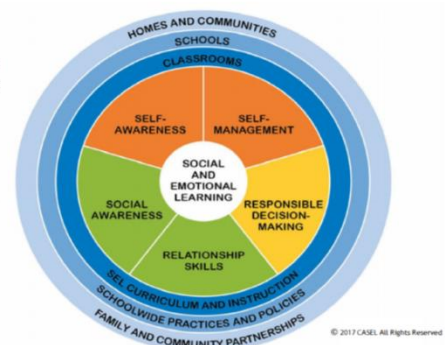 HOMES AND COMMUNITIES
SCHOOLS
CLASSROOMS
SELF-
AWARENESS
SELF-
MANAGEMENT
SOCIAL
AND
EMOTIONAL
LEARNING
SOCIAL
AWARENESS
RESPONSIBLE
DECISION-
MAKING
RELATIONSHIP
SKILLS
SEL CURRICULUM AND INSTRUCTION
SCHOOLWIDE PRACTICES AND POLICIES
FAMILY AND COMMUNITY PARTNERSHIPS
© 2017 CASEL All Rights Reserved